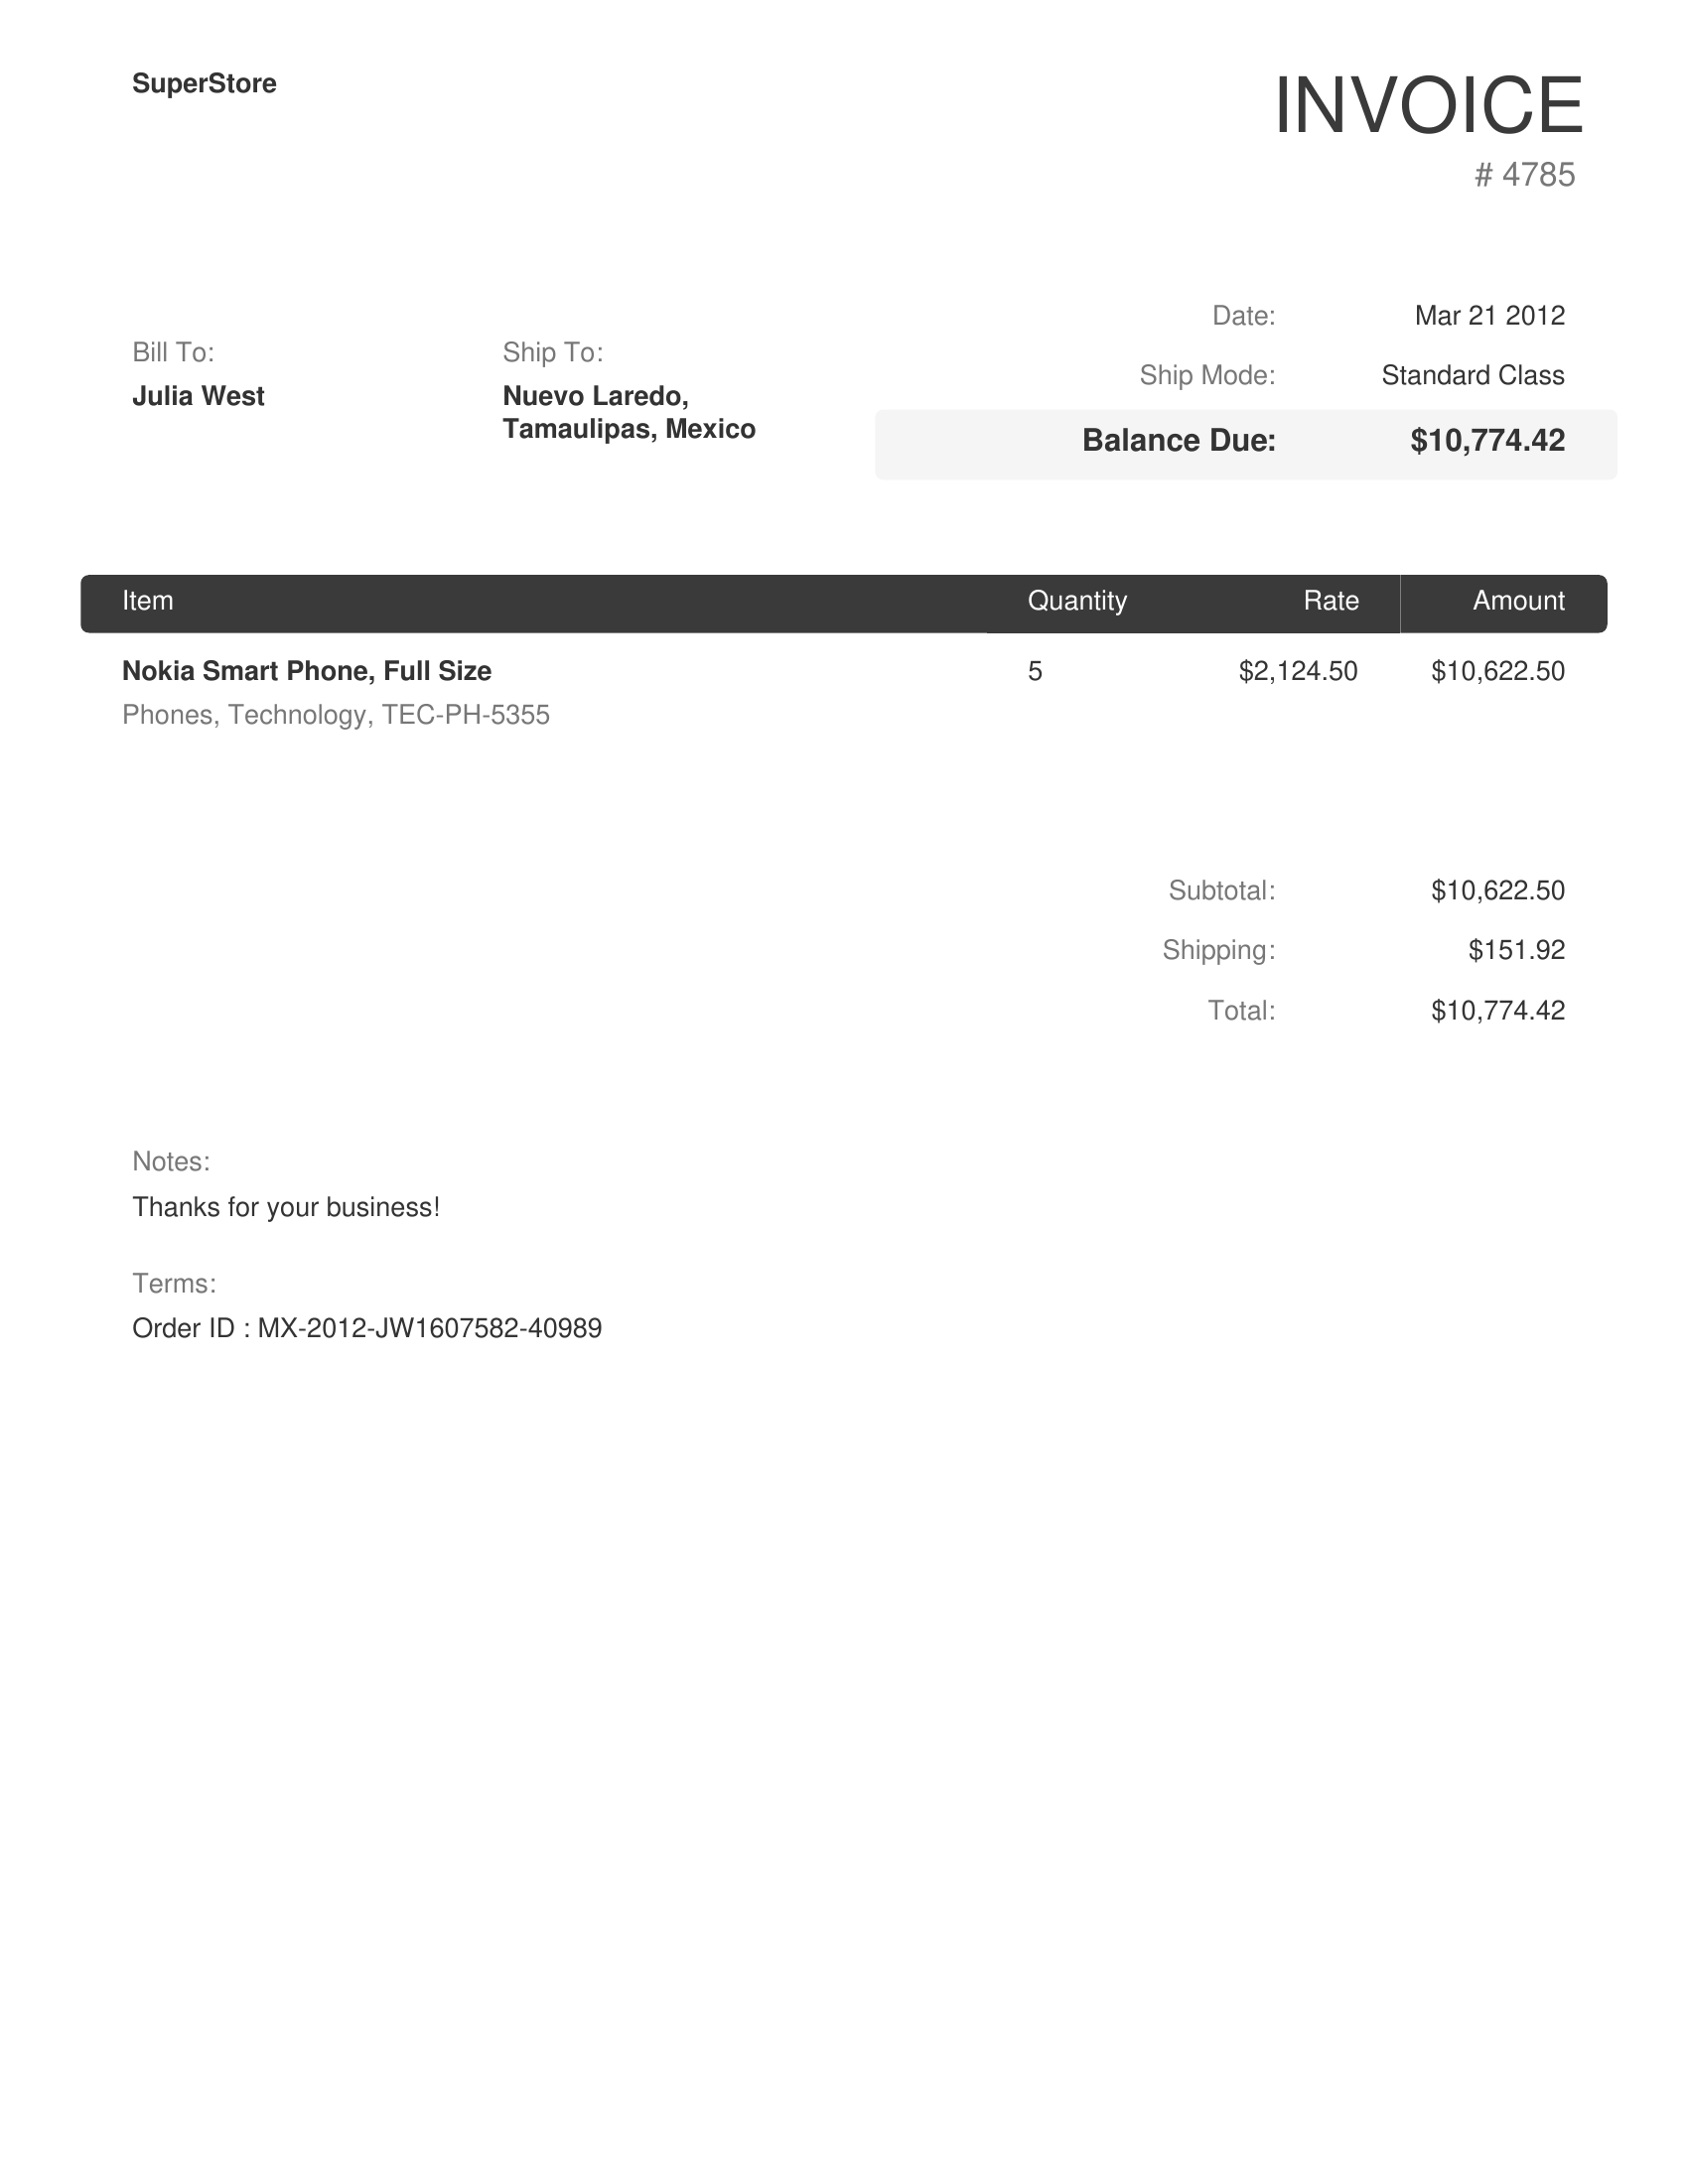 SuperStore
INVOICE
# 4785
Date: Mar 21 2012
Ship Mode: Standard Class
Balance Due: $10,774.42
Bill To:
Julia West
Ship To:
Nuevo Laredo,
Tamaulipas, Mexico
Item Quantity Rate Amount
Nokia Smart Phone, Full Size 5 $2,124.50 $10,622.50
Phones, Technology, TEC-PH-5355
Subtotal: $10,622.50
Shipping: $151.92
Total: $10,774.42
Notes:
Thanks for your business!
Terms:
Order ID : MX-2012-JW1607582-40989